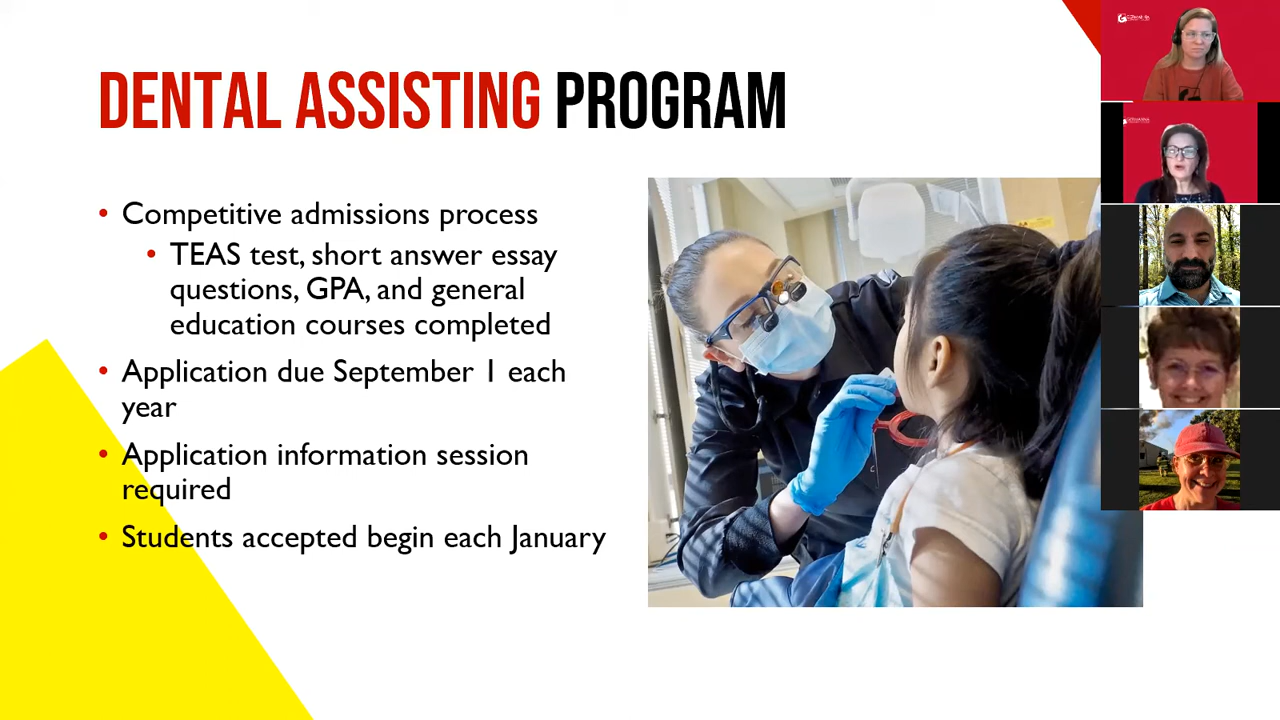 DENTAL ASSISTING PROGRAM
• Competitive admissions process
• TEAS test, short answer essay
questions, GPA, and general
education courses completed
• Application due September 1 each
year
• Application information session
required
• Students accepted begin each January